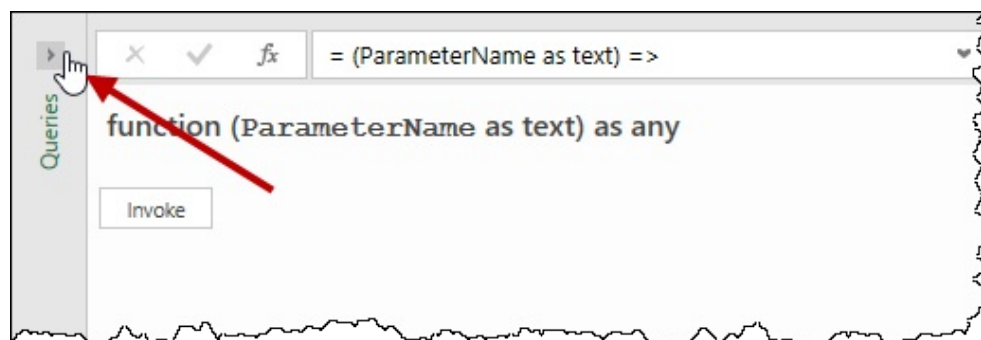 fx
= (ParameterName as text) =>
Queries
function (ParameterName as text) as any
Invoke